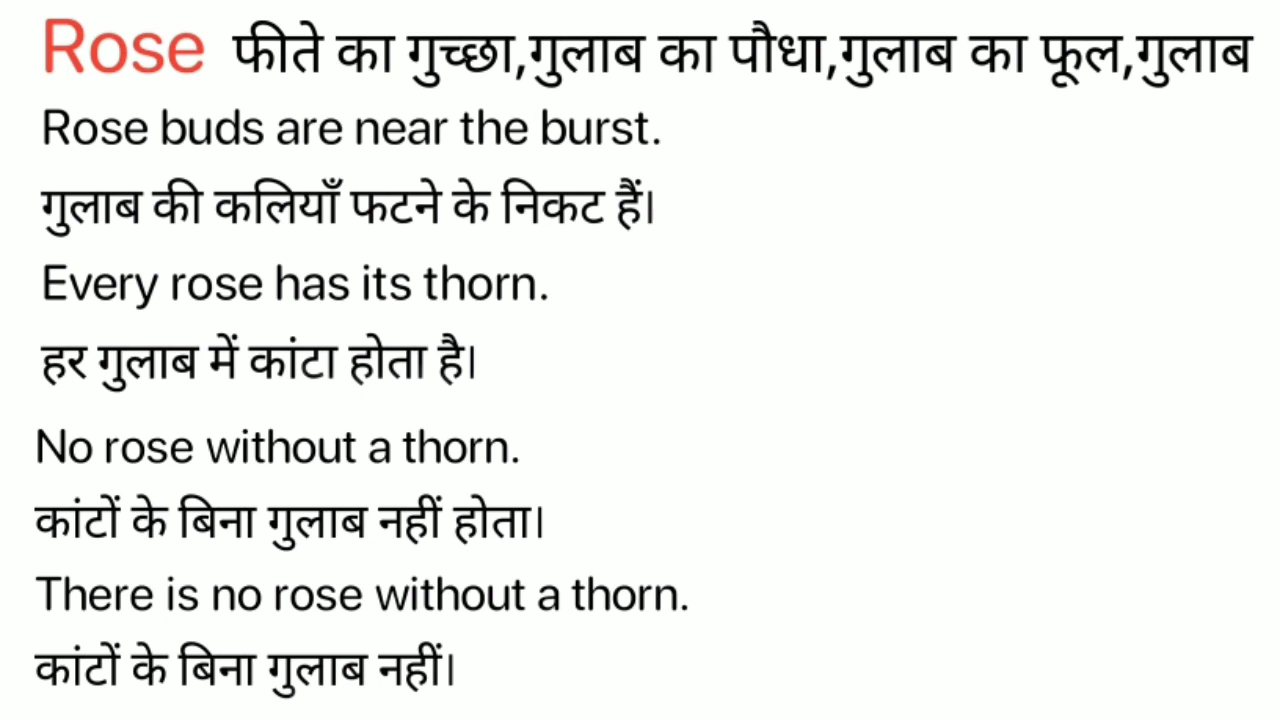 Rose फीते का गुच्छा,गुलाब का पौधा,गुलाब का फूल,गुलाब
Rose buds are near the burst.
गुलाब की कलियाँ फटने के निकट हैं।
Every rose has its thorn.
हर गुलाब में कांटा होता है।
No rose without a thorn.
कांटों के बिना गुलाब नहीं होता।
There is no rose without a thorn.
कांटों के बिना गुलाब नहीं।